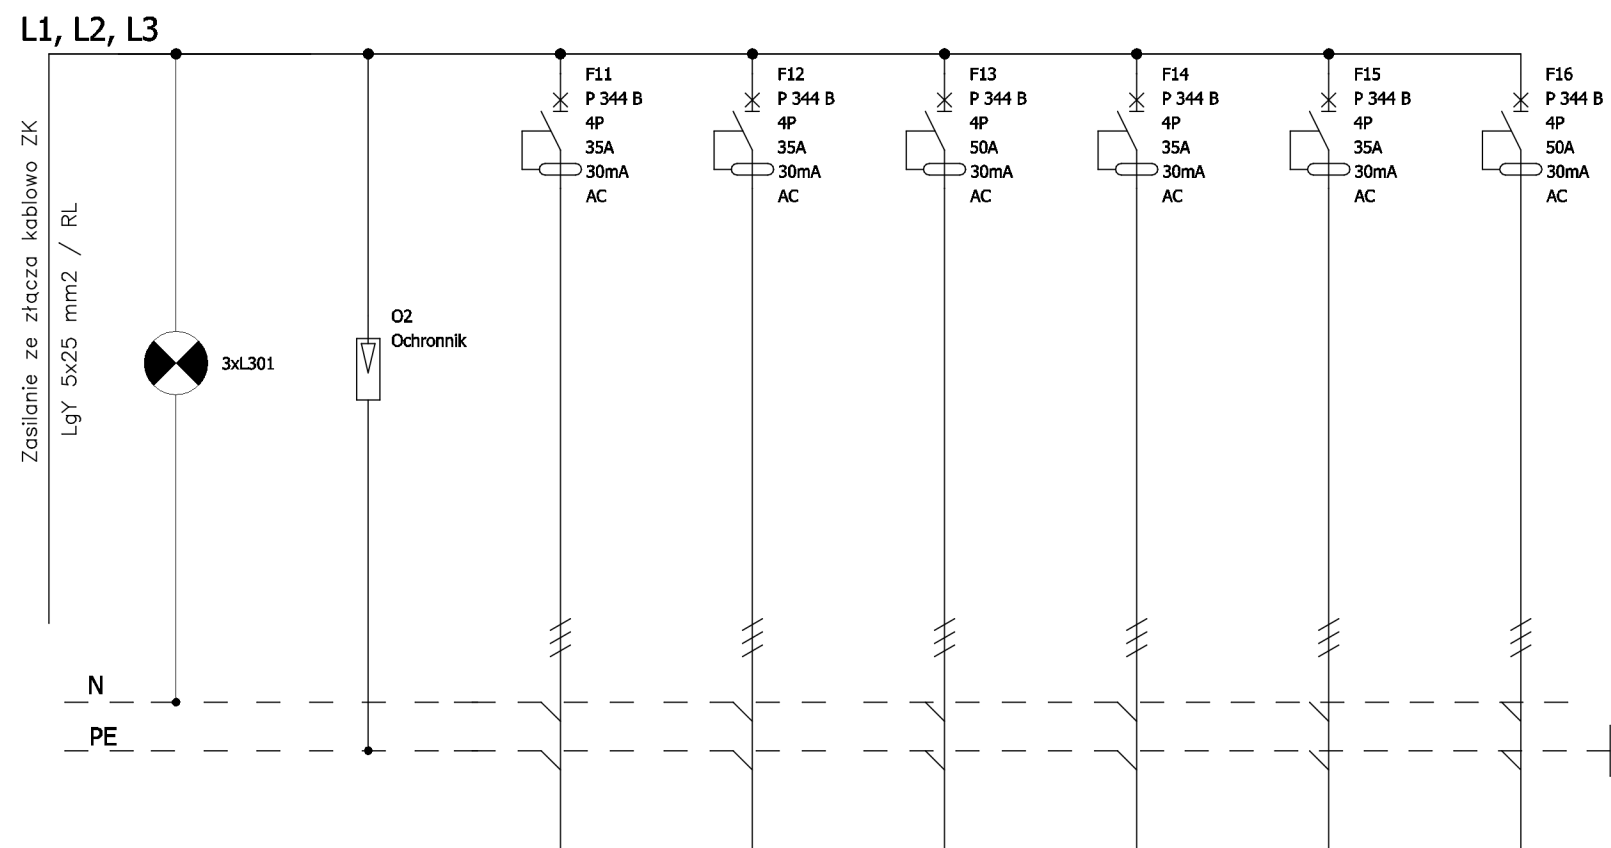 L1, L2, L3
Zasilanie ze złącza kablowo ZK
LgY 5x25 mm2 / RL
3xL301
O2
Ochronnik
F11
P 344 B
4P
35A
30mA
AC
F12
P 344 B
4P
35A
30mA
AC
F13
P 344 B
4P
50A
30mA
AC
F14
P 344 B
4P
35A
30mA
AC
F15
P 344 B
4P
35A
30mA
AC
F16
P 344 B
4P
50A
30mA
AC
N
PE